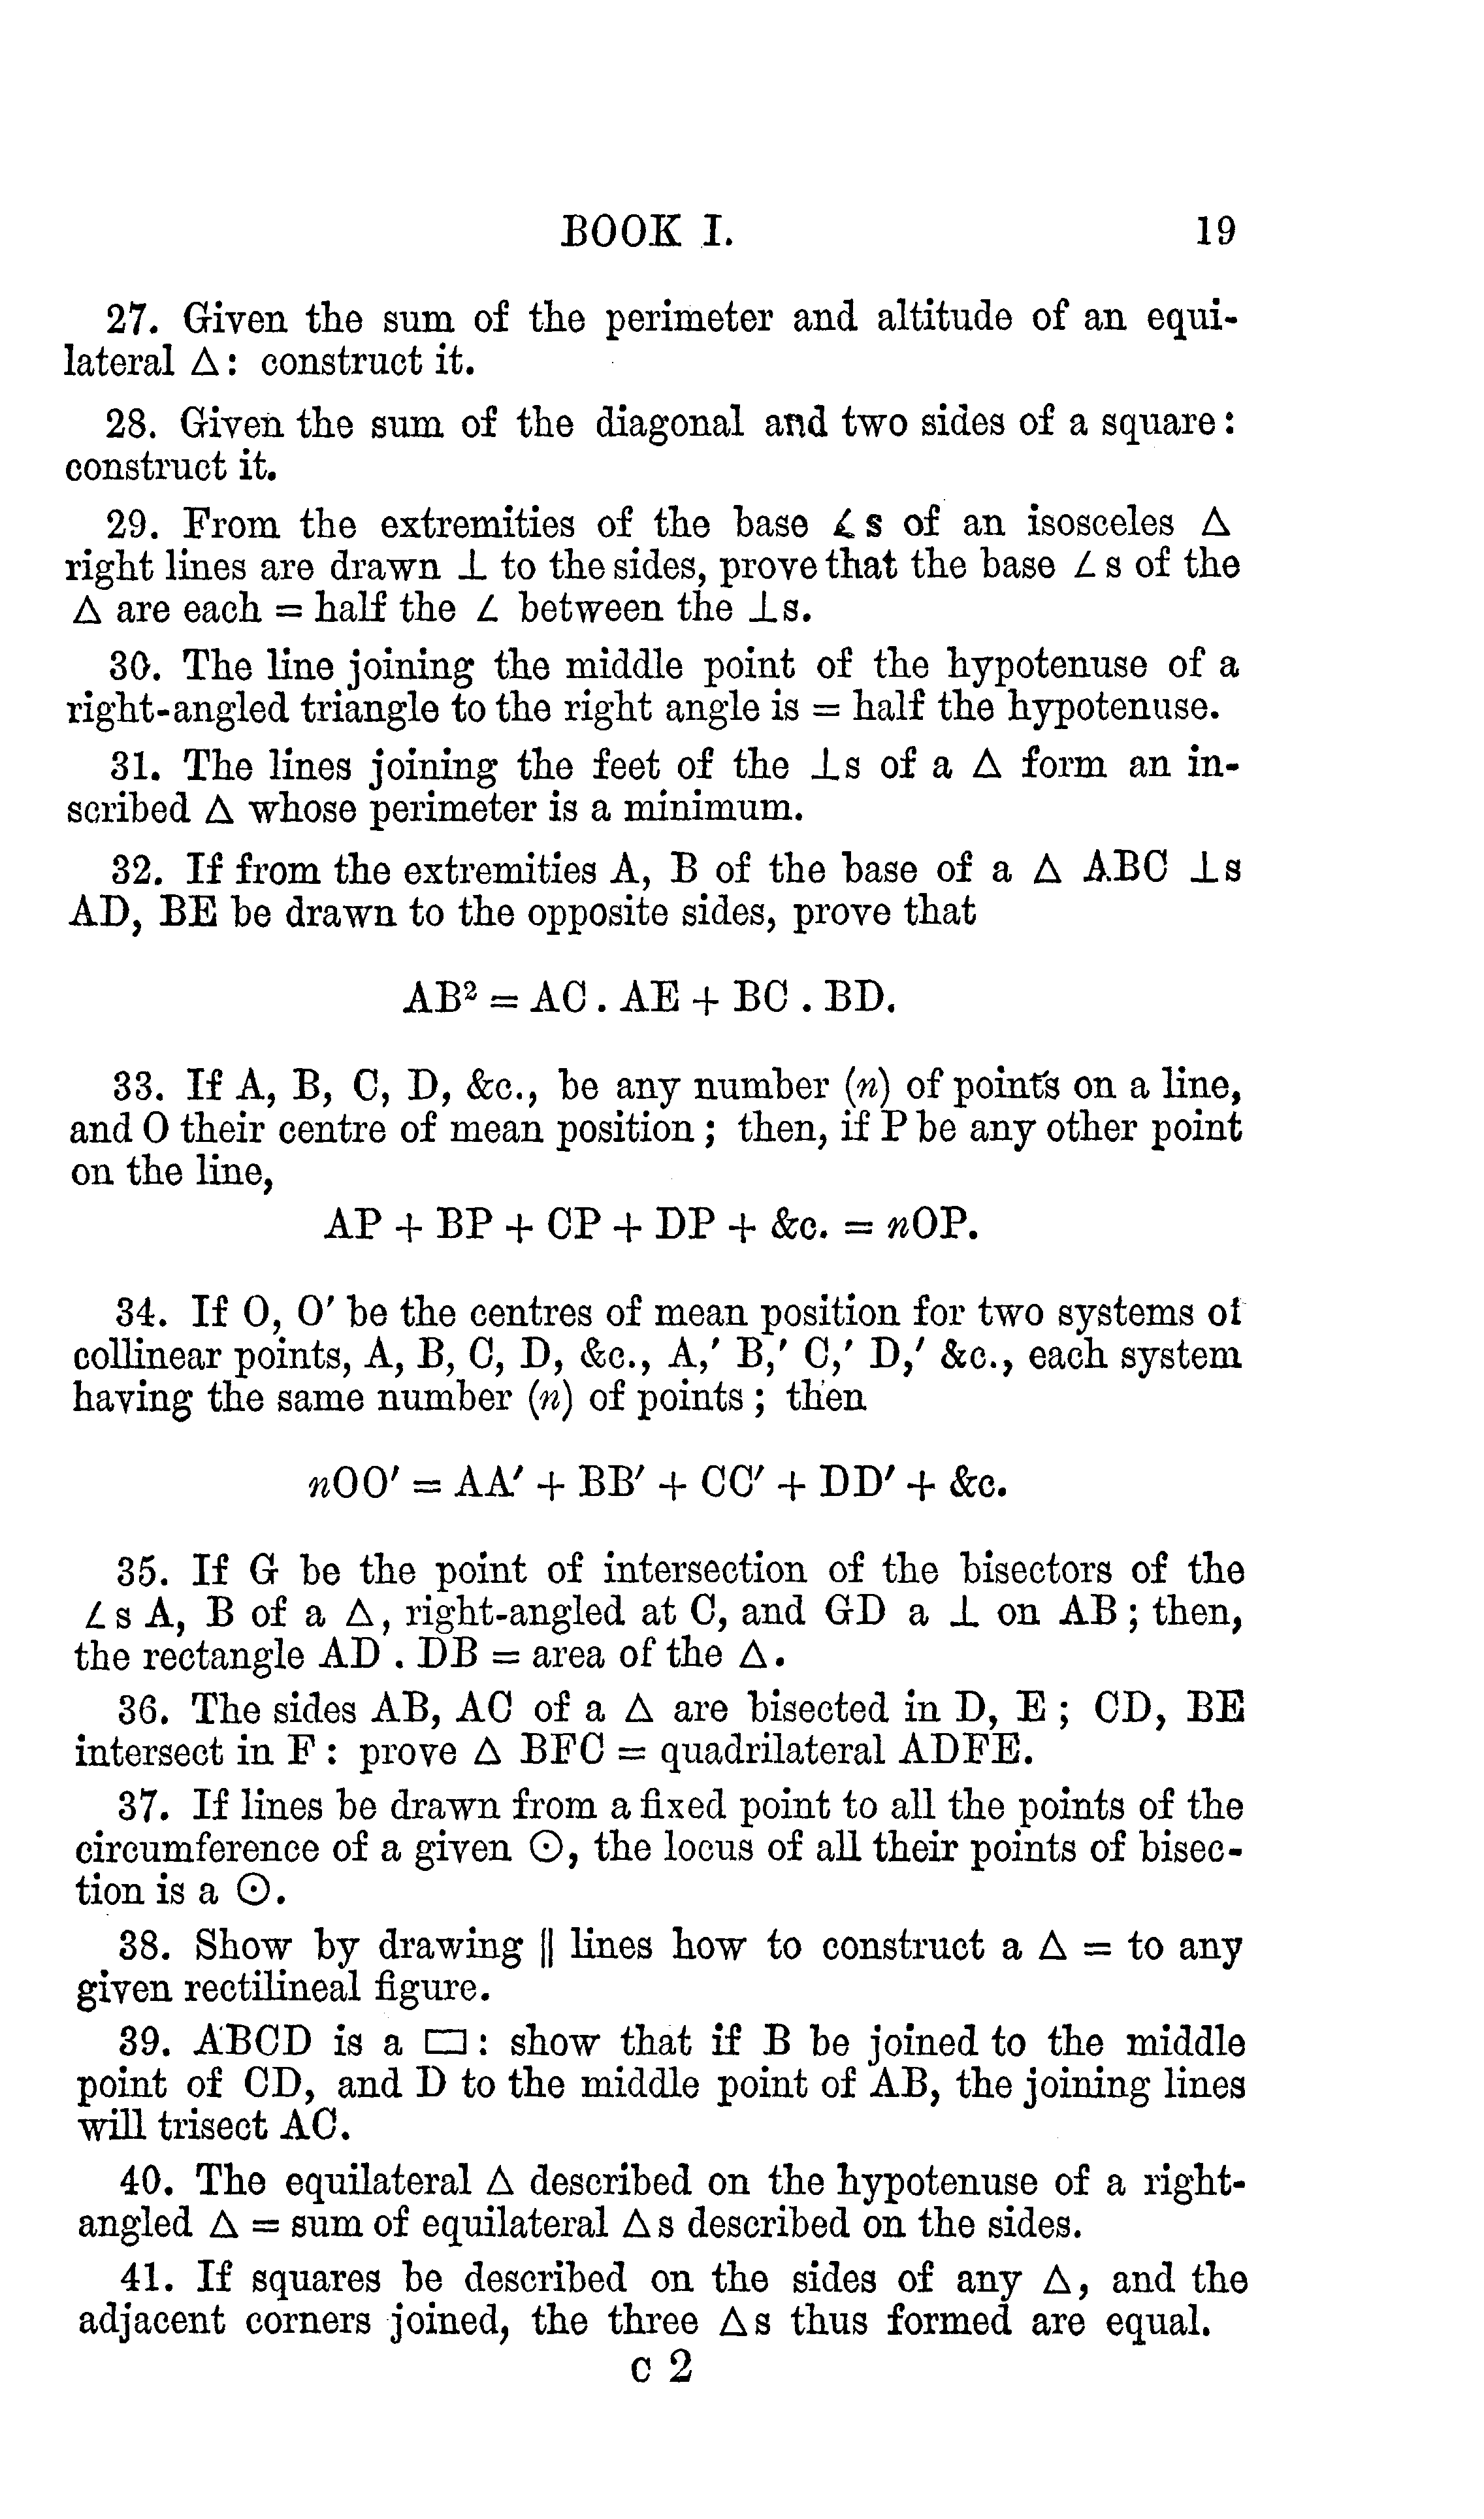 BOOK I. 19
27. Given the sum of the perimeter and altitude of an equi-
lateral △: construct it.
28. Given the sum of the diagonal and two sides of a square:
construct it.
29. From the extremities of the base ∠s of an isosceles △
right lines are drawn ⊥ to the sides, prove that the base ∠s of the
△ are each = half the ∠ between the ⊥s.
30. The line joining the middle point of the hypotenuse of a
right-angled triangle to the right angle is = half the hypotenuse.
31. The lines joining the feet of the ⊥s of a △ form an in-
scribed △ whose perimeter is a minimum.
32. If from the extremities A, B of the base of a △ ABC ⊥s
AD, BE be drawn to the opposite sides, prove that
AB² = AC . AE + BC . BD.
33. If A, B, C, D, &c., be any number (n) of points on a line,
and O their centre of mean position; then, if P be any other point
on the line,
AP + BP + CP + DP + &c. = nOP.
34. If O, O′ be the centres of mean position for two systems of
collinear points, A, B, C, D, &c., A,′ B,′ C,′ D,′ &c., each system
having the same number (n) of points; then
nOO′ = AA′ + BB′ + CC′ + DD′ + &c.
35. If G be the point of intersection of the bisectors of the
∠s A, B of a △, right-angled at C, and GD a ⊥ on AB; then,
the rectangle AD . DB = area of the △.
36. The sides AB, AC of a △ are bisected in D, E; CD, BE
intersect in F: prove △ BFC = quadrilateral ADFE.
37. If lines be drawn from a fixed point to all the points of the
circumference of a given ⊙, the locus of all their points of bisec-
tion is a ⊙.
38. Show by drawing ∥ lines how to construct a △ = to any
given rectilineal figure.
39. ABCD is a ▭: show that if B be joined to the middle
point of CD, and D to the middle point of AB, the joining lines
will trisect AC.
40. The equilateral △ described on the hypotenuse of a right-
angled △ = sum of equilateral △s described on the sides.
41. If squares be described on the sides of any △, and the
adjacent corners joined, the three △s thus formed are equal.
C 2